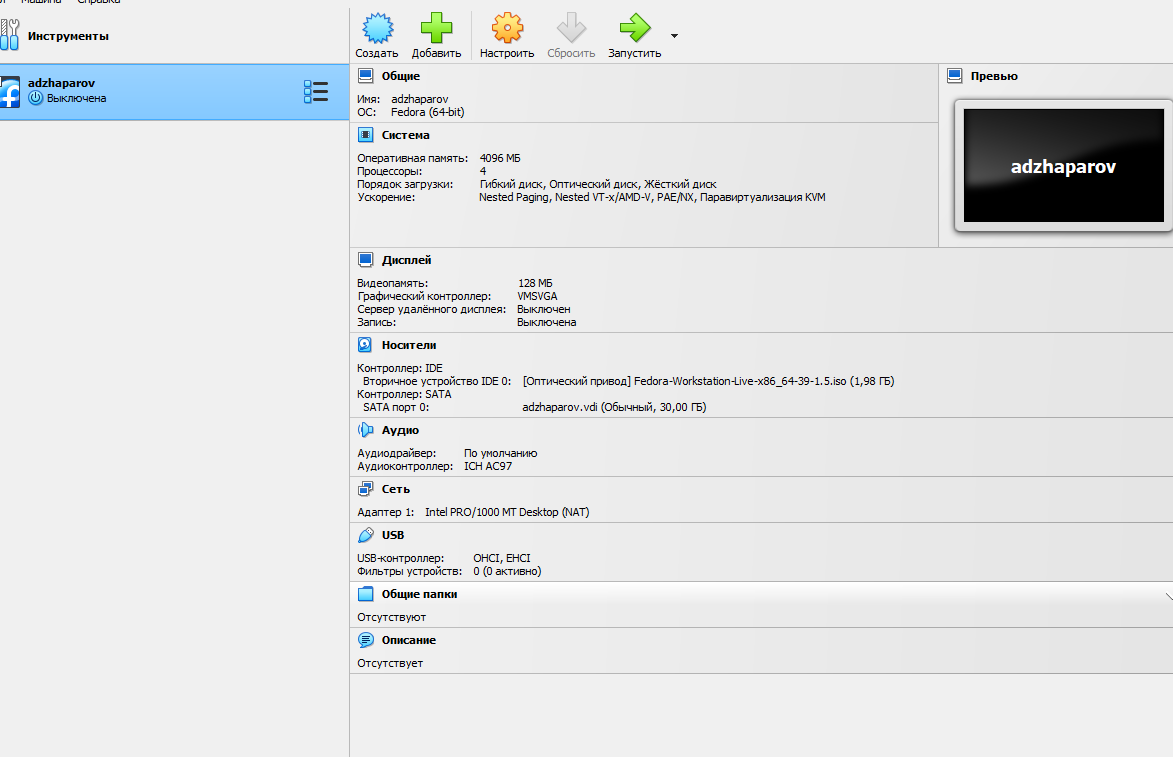 Машина Справка
Инструменты
adzhaparov
Выключена
Создать Добавить Настроить Сбросить Запустить
Общие
Имя: adzhaparov
ОС: Fedora (64-bit)
Превью
adzhaparov
Система
Оперативная память: 4096 МБ
Процессоры: 4
Порядок загрузки: Гибкий диск, Оптический диск, Жёсткий диск
Ускорение: Nested Paging, Nested VT-x/AMD-V, PAE/NX, Паравиртуализация KVM
Дисплей
Видеопамять: 128 МБ
Графический контроллер: VMSVGA
Сервер удалённого дисплея: Выключен
Запись: Выключена
Носители
Контроллер: IDE
Вторичное устройство IDE 0: [Оптический привод] Fedora-Workstation-Live-x86_64-39-1.5.iso (1,98 ГБ)
Контроллер: SATA
SATA порт 0: adzhaparov.vdi (Обычный, 30,00 ГБ)
Аудио
Аудиодрайвер: По умолчанию
Аудиоконтроллер: ICH AC97
Сеть
Адаптер 1: Intel PRO/1000 MT Desktop (NAT)
USB
USB-контроллер: OHCI, EHCI
Фильтры устройств: 0 (0 активно)
Общие папки
Отсутствуют
Описание
Отсутствует